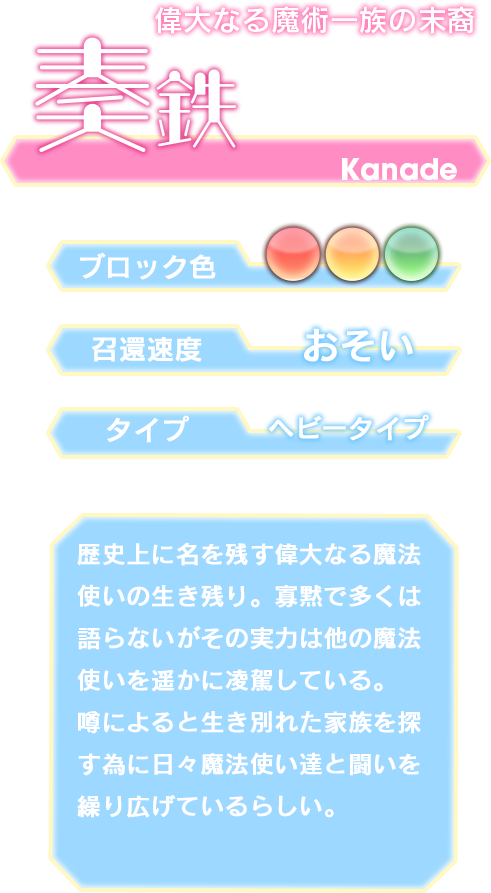 偉大なる魔術一族の末裔
奏鉄
Kanade
ブロック色
召還速度
おそい
タイプ
ヘビータイプ
歴史上に名を残す偉大なる魔法
使いの生き残り。寡黙で多くは
語らないがその実力は他の魔法
使いを遥かに凌駕している。
噂によると生き別れた家族を探
す為に日々魔法使い達と闘いを
繰り広げているらしい。